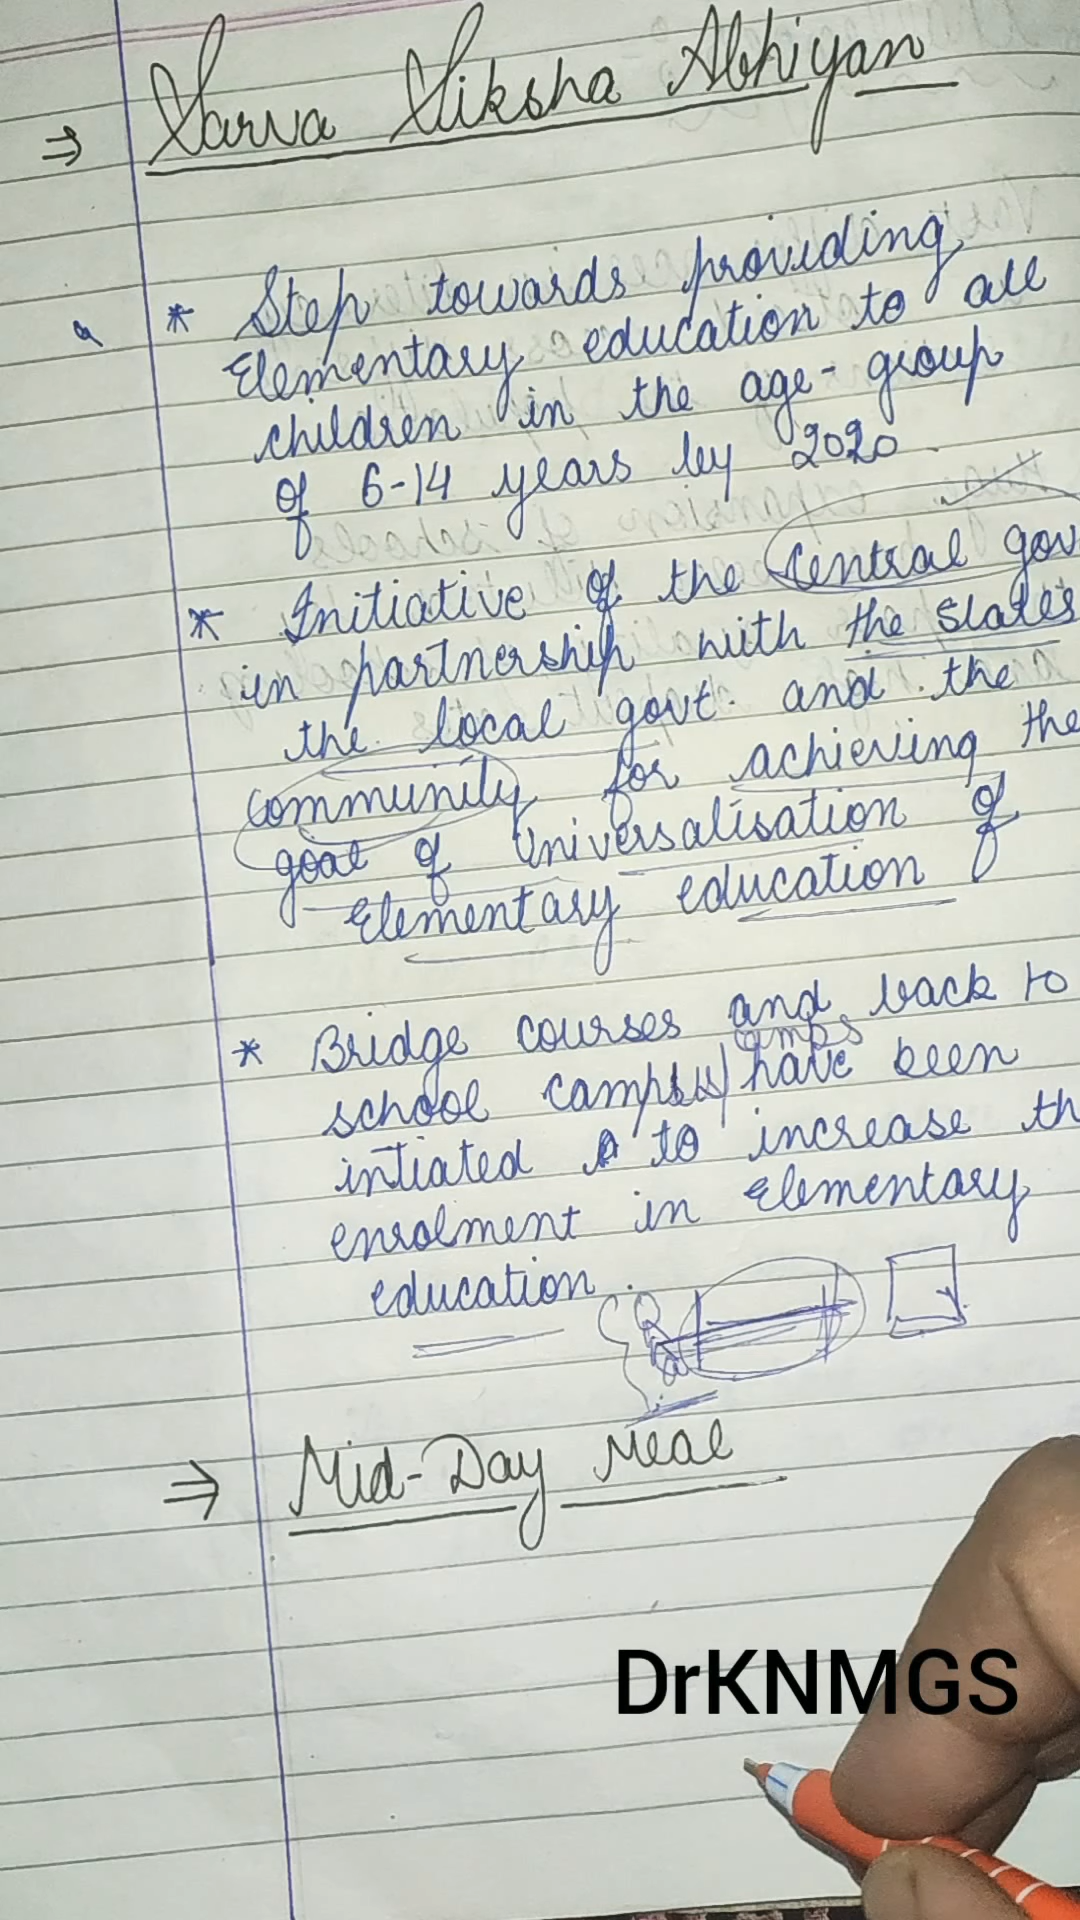 ⇒ Sarva Siksha Abhiyan
* Step towards providing
Elementary education to all
children in the age-group
of 6-14 years by 2020.
* Initiative of the Central gov
in partnership with the States
the local govt. and the
community for achieving the
goal of Universalisation of
Elementary education
* Bridge courses and back to
school camps have been
intiated to increase th
enrolment in Elementary
education.
⇒ Mid-Day Meal
DrKNMGS